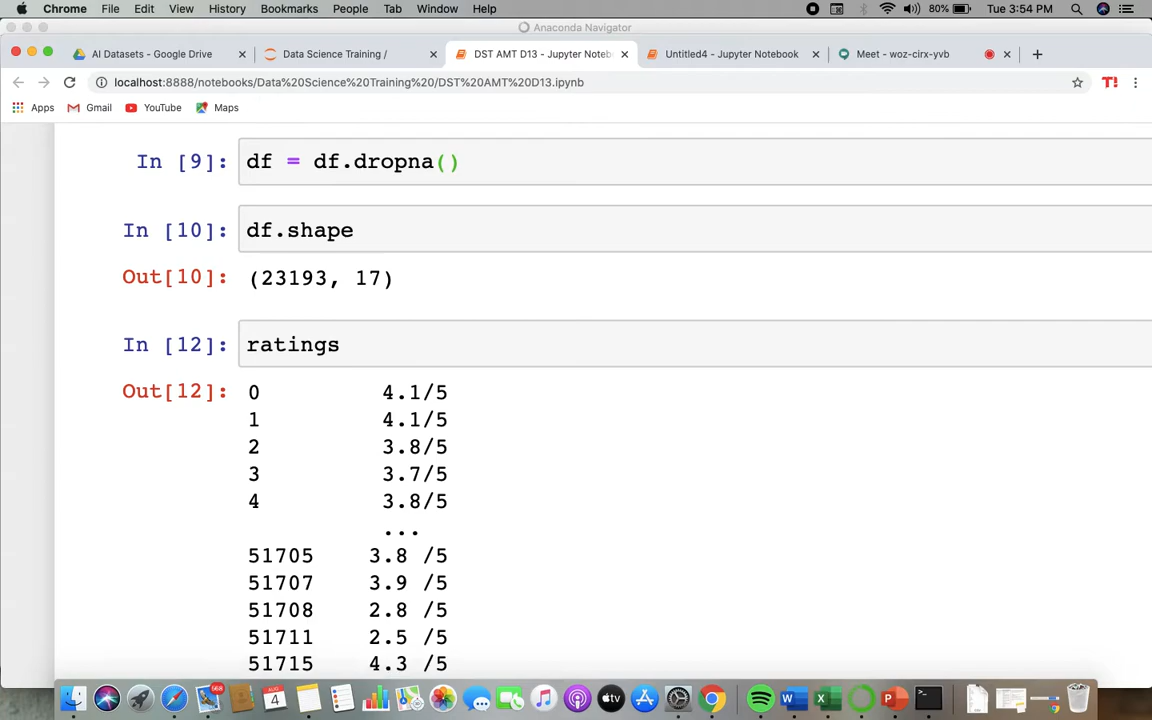 Chrome File Edit View History Bookmarks People Tab Window Help 80% Tue 3:54 PM
Anaconda Navigator
AI Datasets - Google Drive Data Science Training / DST AMT D13 - Jupyter Noteb Untitled4 - Jupyter Notebook Meet - woz-cirx-yvb
localhost:8888/notebooks/Data%20Science%20Training%20/DST%20AMT%20D13.ipynb T!
Apps Gmail YouTube Maps
In [9]: df = df.dropna()
In [10]: df.shape
Out[10]: (23193, 17)
In [12]: ratings
Out[12]: 0 4.1/5
1 4.1/5
2 3.8/5
3 3.7/5
4 3.8/5
...
51705 3.8 /5
51707 3.9 /5
51708 2.8 /5
51711 2.5 /5
51715 4.3 /5
568
AUG
4
tv
W
X
P